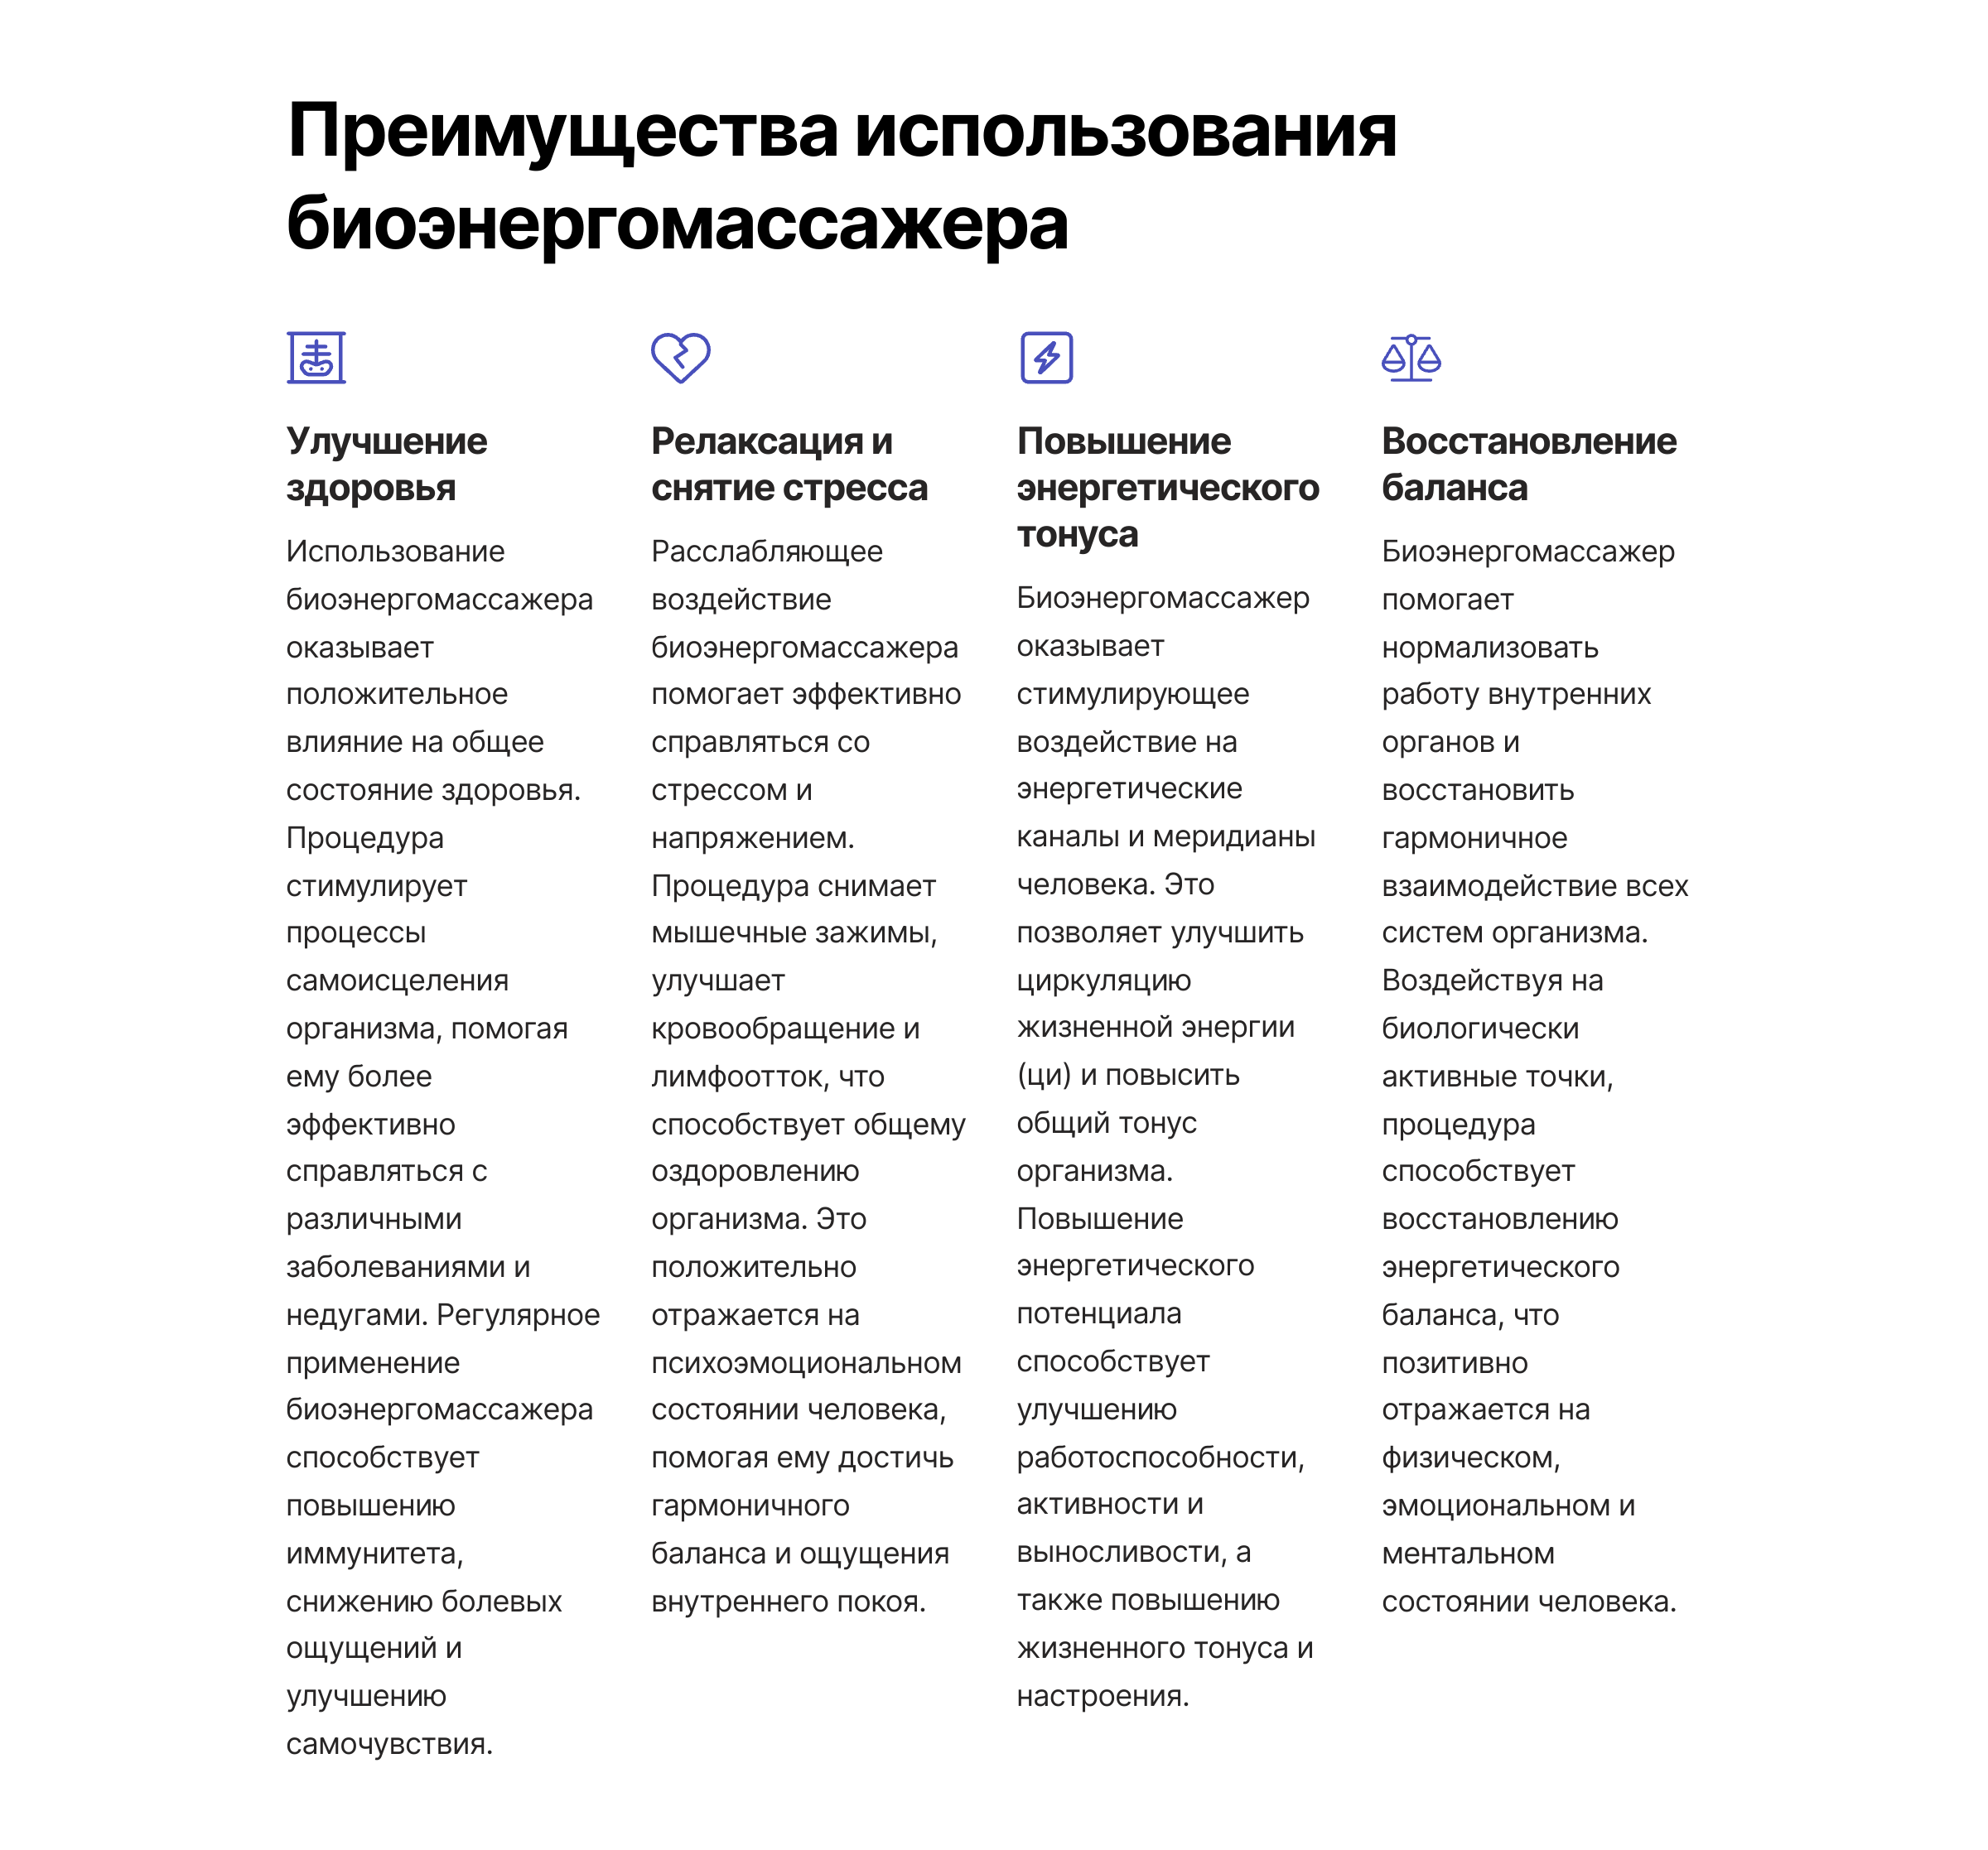 Преимущества использования
биоэнергомассажера
Улучшение
здоровья
Использование
биоэнергомассажера
оказывает
положительное
влияние на общее
состояние здоровья.
Процедура
стимулирует
процессы
самоисцеления
организма, помогая
ему более
эффективно
справляться с
различными
заболеваниями и
недугами. Регулярное
применение
биоэнергомассажера
способствует
повышению
иммунитета,
снижению болевых
ощущений и
улучшению
самочувствия.
Релаксация и
снятие стресса
Расслабляющее
воздействие
биоэнергомассажера
помогает эффективно
справляться со
стрессом и
напряжением.
Процедура снимает
мышечные зажимы,
улучшает
кровообращение и
лимфоотток, что
способствует общему
оздоровлению
организма. Это
положительно
отражается на
психоэмоциональном
состоянии человека,
помогая ему достичь
гармоничного
баланса и ощущения
внутреннего покоя.
Повышение
энергетического
тонуса
Биоэнергомассажер
оказывает
стимулирующее
воздействие на
энергетические
каналы и меридианы
человека. Это
позволяет улучшить
циркуляцию
жизненной энергии
(ци) и повысить
общий тонус
организма.
Повышение
энергетического
потенциала
способствует
улучшению
работоспособности,
активности и
выносливости, а
также повышению
жизненного тонуса и
настроения.
Восстановление
баланса
Биоэнергомассажер
помогает
нормализовать
работу внутренних
органов и
восстановить
гармоничное
взаимодействие всех
систем организма.
Воздействуя на
биологически
активные точки,
процедура
способствует
восстановлению
энергетического
баланса, что
позитивно
отражается на
физическом,
эмоциональном и
ментальном
состоянии человека.